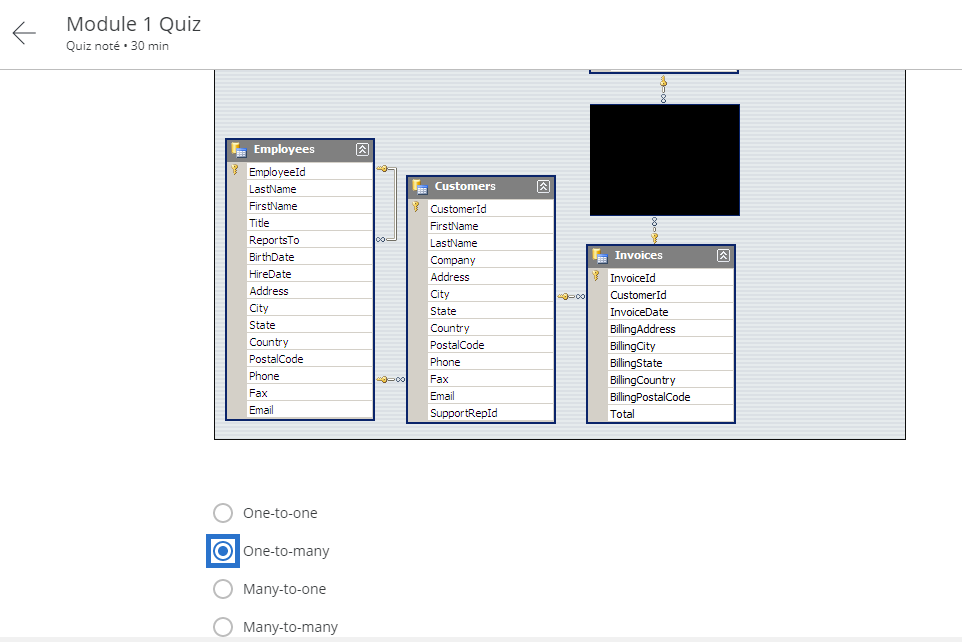 Module 1 Quiz
Quiz noté • 30 min
Employees
EmployeeId
LastName
FirstName
Title
ReportsTo
BirthDate
HireDate
Address
City
State
Country
PostalCode
Phone
Fax
Email
Customers
CustomerId
FirstName
LastName
Company
Address
City
State
Country
PostalCode
Phone
Fax
Email
SupportRepId
Invoices
InvoiceId
CustomerId
InvoiceDate
BillingAddress
BillingCity
BillingState
BillingCountry
BillingPostalCode
Total
One-to-one
One-to-many
Many-to-one
Many-to-many